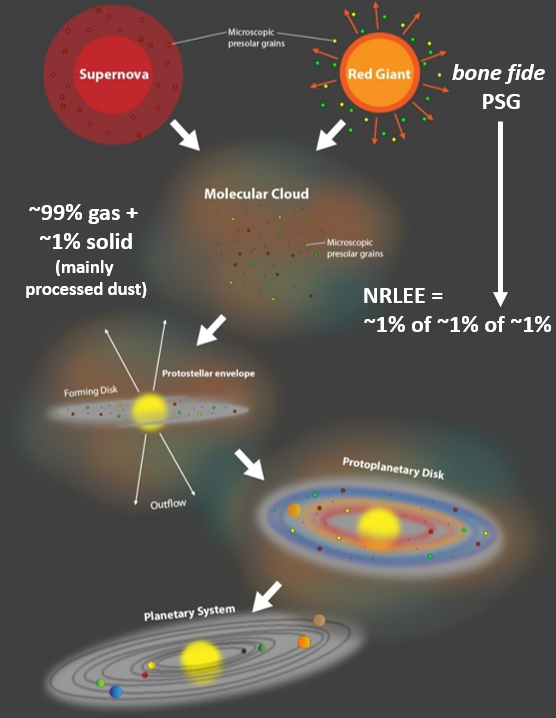 Microscopic
presolar grains
Supernova
Red Giant
bone fide
PSG
Molecular Cloud
~99% gas +
~1% solid
(mainly
processed dust)
Microscopic
presolar grains
NRLEE =
~1% of ~1% of ~1%
Protostellar envelope
Forming Disk
Outflow
Protoplanetary Disk
Planetary System